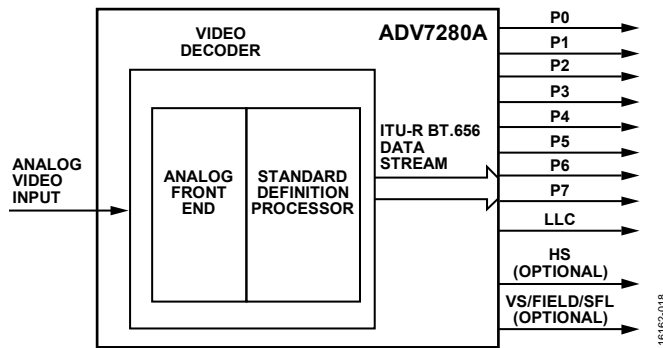 VIDEO
DECODER
ADV7280A
ANALOG
VIDEO
INPUT
ANALOG
FRONT
END
STANDARD
DEFINITION
PROCESSOR
ITU-R BT.656
DATA
STREAM
P0
P1
P2
P3
P4
P5
P6
P7
LLC
HS
(OPTIONAL)
VS/FIELD/SFL
(OPTIONAL)
16162-018